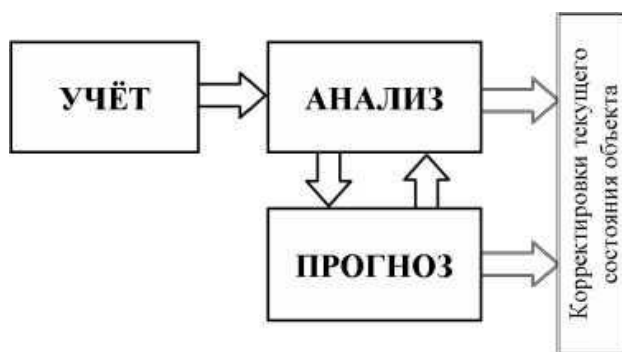 УЧЁТ
АНАЛИЗ
ПРОГНОЗ
Корректировки текущего
состояния объекта